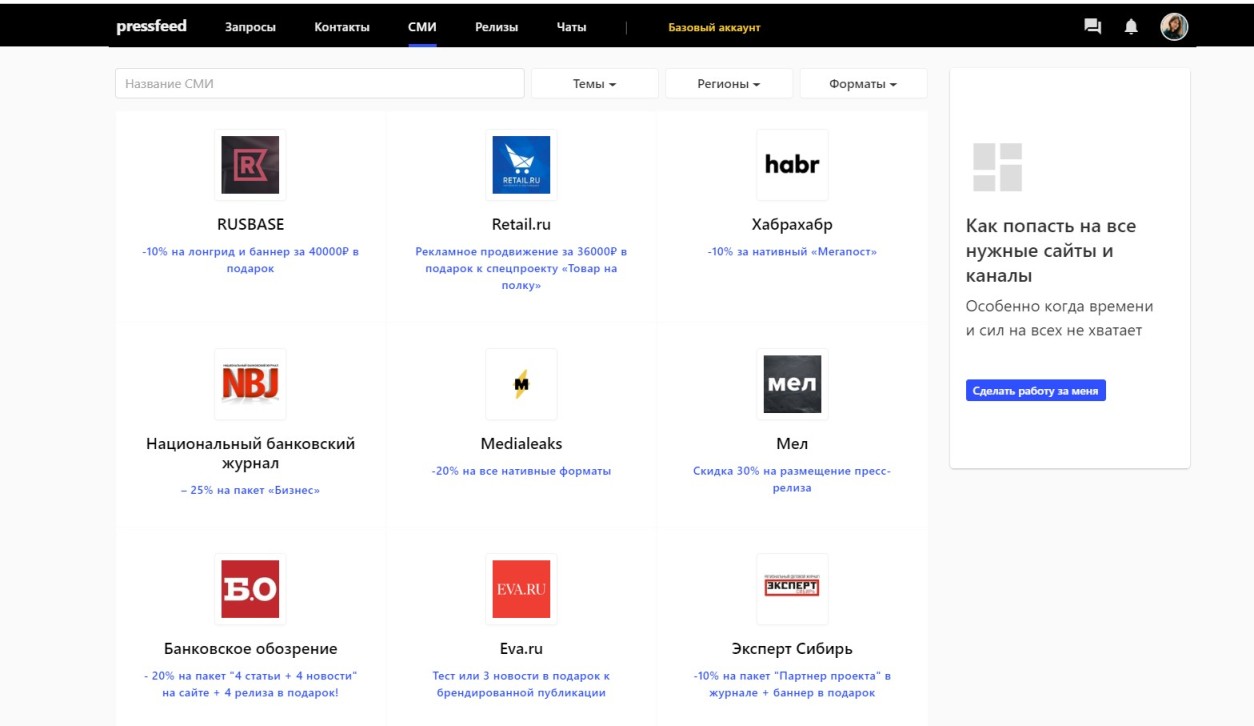 pressfeed Запросы Контакты СМИ Релизы Чаты Базовый аккаунт
Название СМИ Темы Регионы Форматы
R
RETAIL.RU
habr
RUSBASE
Retail.ru
Хабрахабр
-10% на лонгрид и баннер за 40000₽ в
подарок
Рекламное продвижение за 36000₽ в
подарок к спецпроекту «Товар на
полку»
-10% за нативный «Мегапост»
Как попасть на все
нужные сайты и
каналы
Особенно когда времени
и сил на всех не хватает
Сделать работу за меня
NBJ
М
мел
Национальный банковский
журнал
Medialeaks
Мел
– 25% на пакет «Бизнес»
-20% на все нативные форматы
Скидка 30% на размещение пресс-
релиза
Б.О
EVA.RU
ЭКСПЕРТ
Банковское обозрение
Eva.ru
Эксперт Сибирь
- 20% на пакет "4 статьи + 4 новости"
на сайте + 4 релиза в подарок!
Тест или 3 новости в подарок к
брендированной публикации
-10% на пакет "Партнер проекта" в
журнале + баннер в подарок